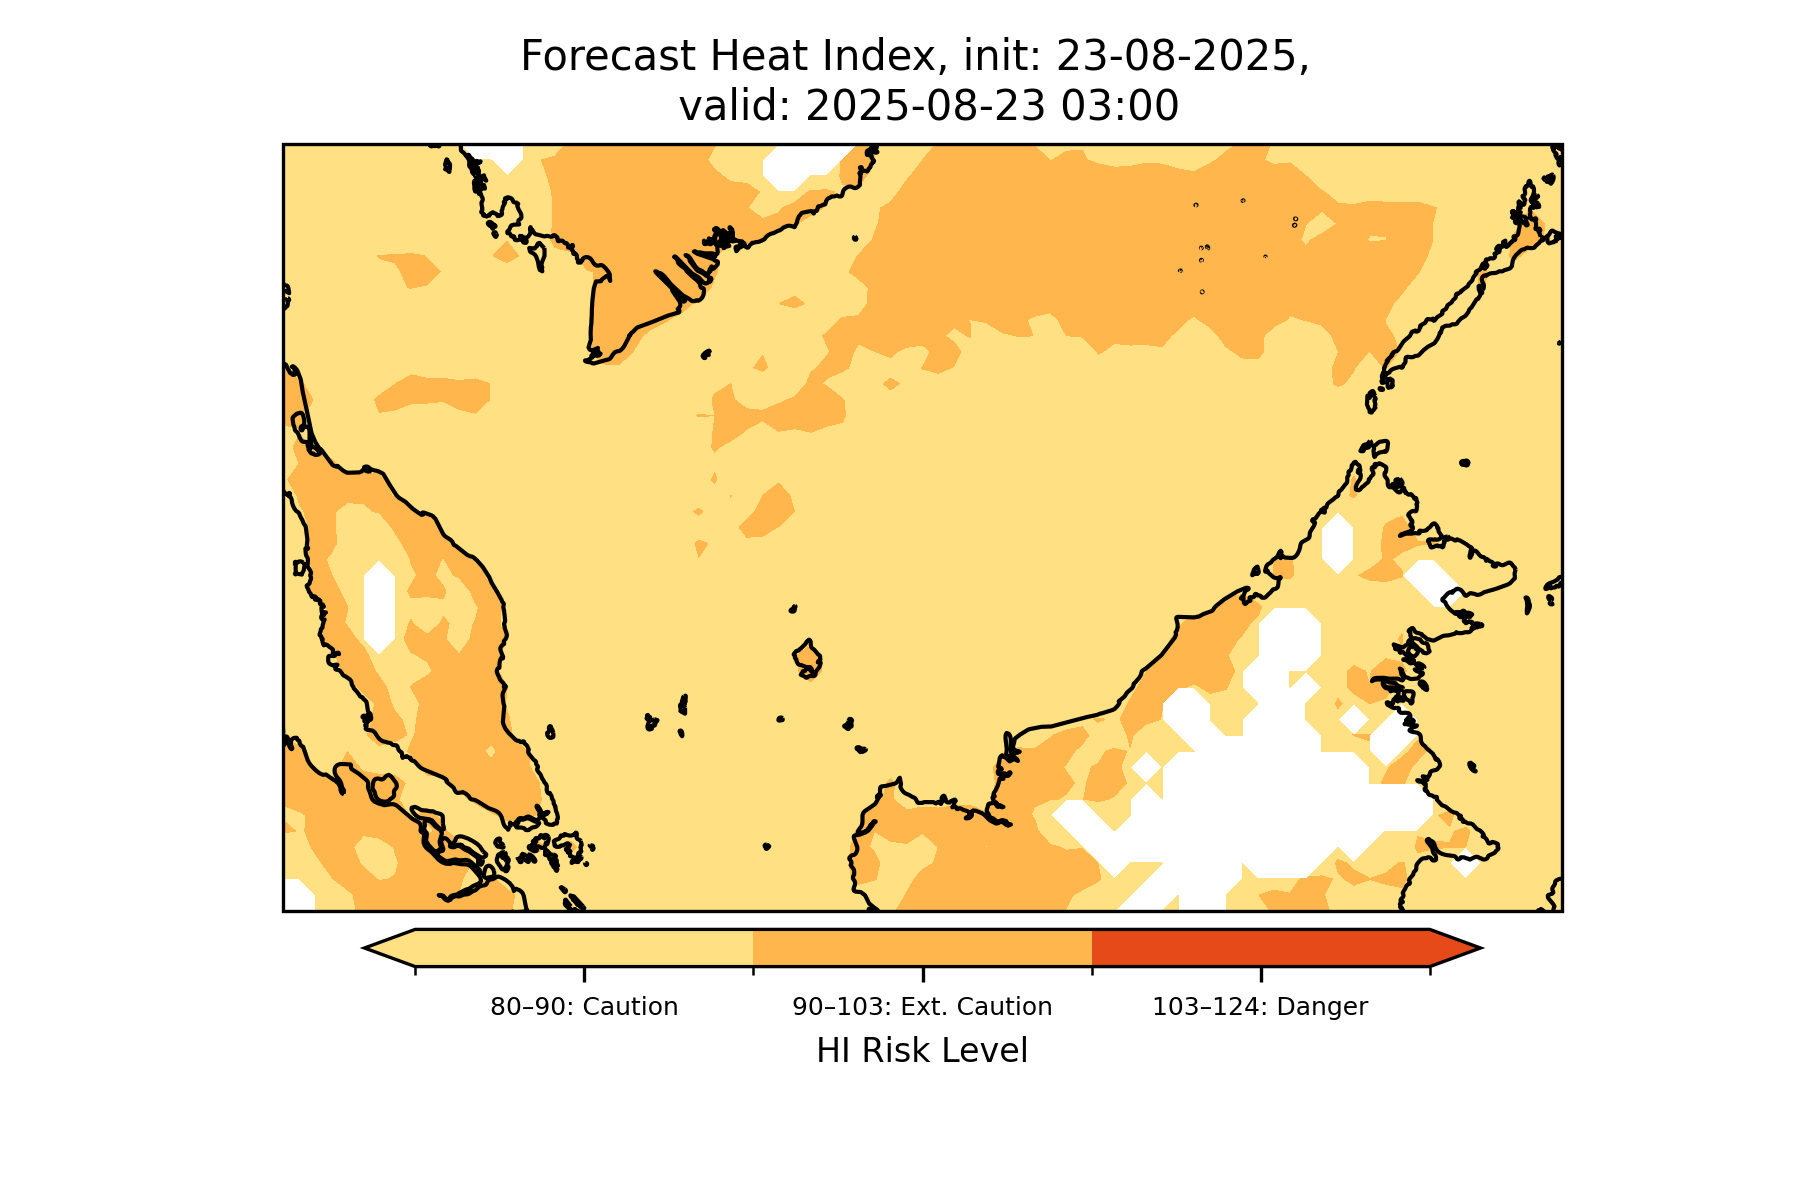 Forecast Heat Index, init: 23-08-2025,
valid: 2025-08-23 03:00
80–90: Caution
90–103: Ext. Caution
103–124: Danger
HI Risk Level